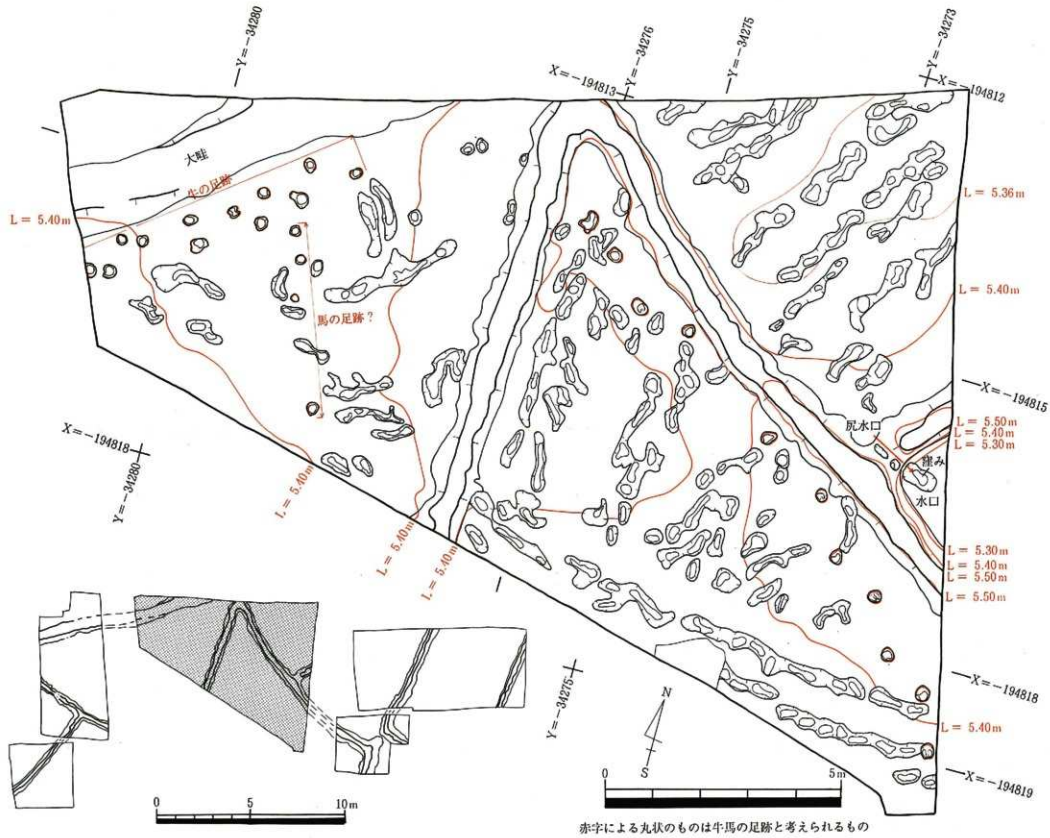 Y=-34280
X=-194813
Y=-34276
Y=-34275
Y=-34273
X=-194812
大畦
牛の足跡
L = 5.40m
L = 5.36m
L = 5.40m
馬の足跡?
X=-194815
尻水口
L = 5.50m
L = 5.40m
L = 5.30m
窪み
水口
X=-194818
Y=-34280
L = 5.40m
L = 5.40m
L = 5.40m
L = 5.30m
L = 5.40m
L = 5.50m
L = 5.50m
Y=-34275
N
S
X=-194818
L = 5.40m
X=-194819
0 5 10m
0 5m
赤字による丸状のものは牛馬の足跡と考えられるもの